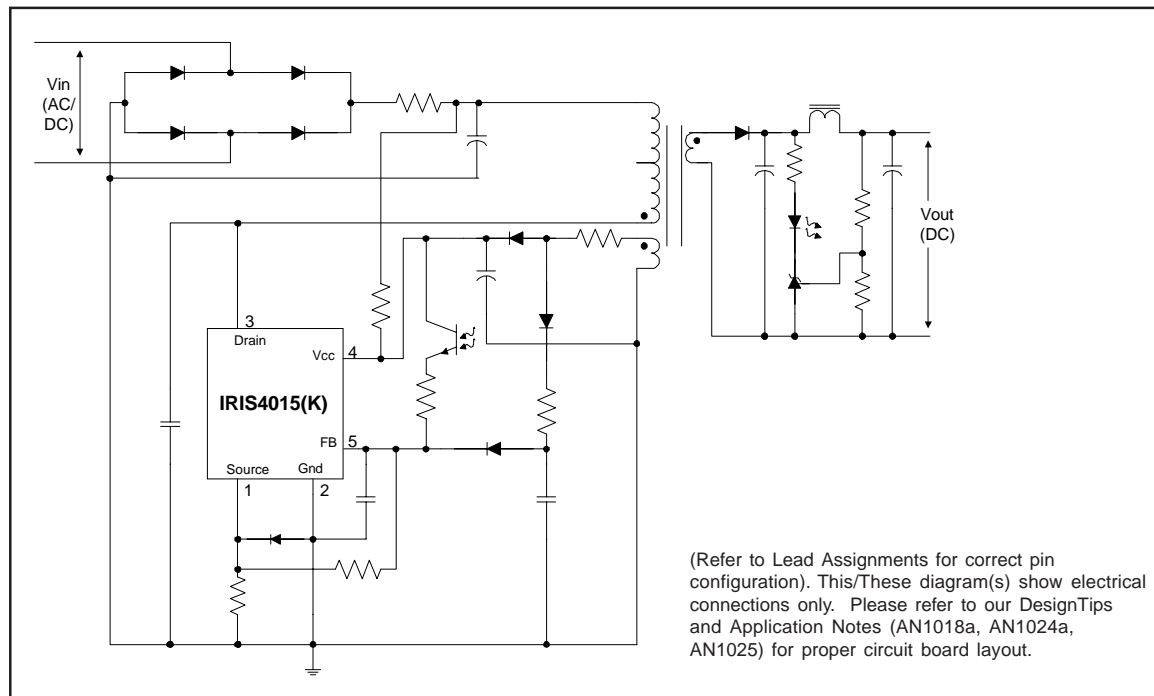 Vin
(AC/
DC)
Vout
(DC)
3
Drain
Vcc
4
IRIS4015(K)
FB
5
Source
Gnd
1
2
(Refer to Lead Assignments for correct pin
configuration). This/These diagram(s) show electrical
connections only. Please refer to our DesignTips
and Application Notes (AN1018a, AN1024a,
AN1025) for proper circuit board layout.